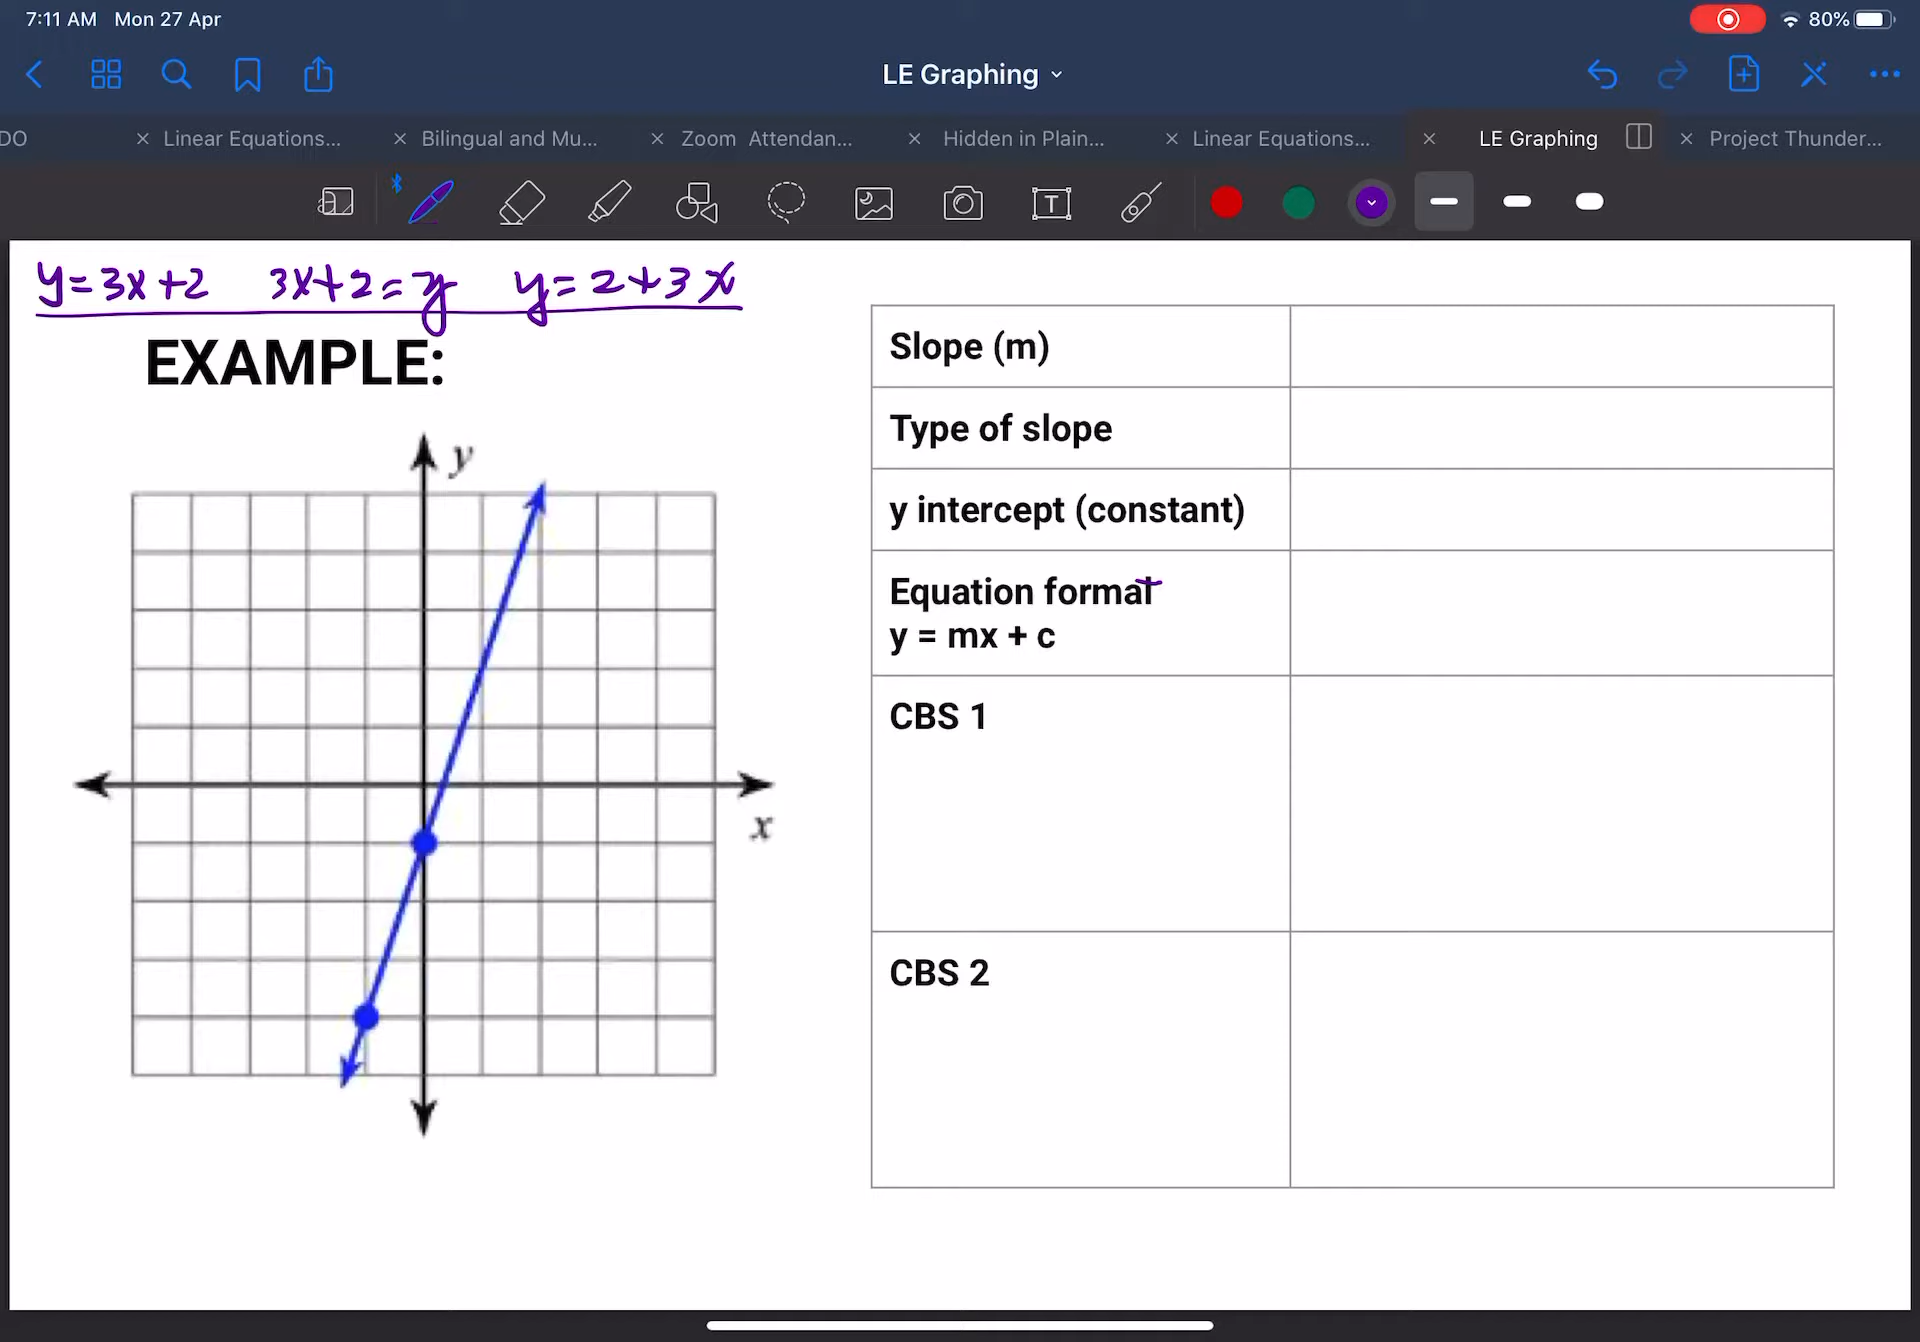 7:11 AM Mon 27 Apr
80%
LE Graphing
DO
Linear Equations...
Bilingual and Mu...
Zoom Attendan...
Hidden in Plain...
Linear Equations...
LE Graphing
Project Thunder...
y=3x+2 3x+2=y y=2+3x
EXAMPLE:
y
x
Slope (m)
Type of slope
y intercept (constant)
Equation format
y = mx + c
CBS 1
CBS 2